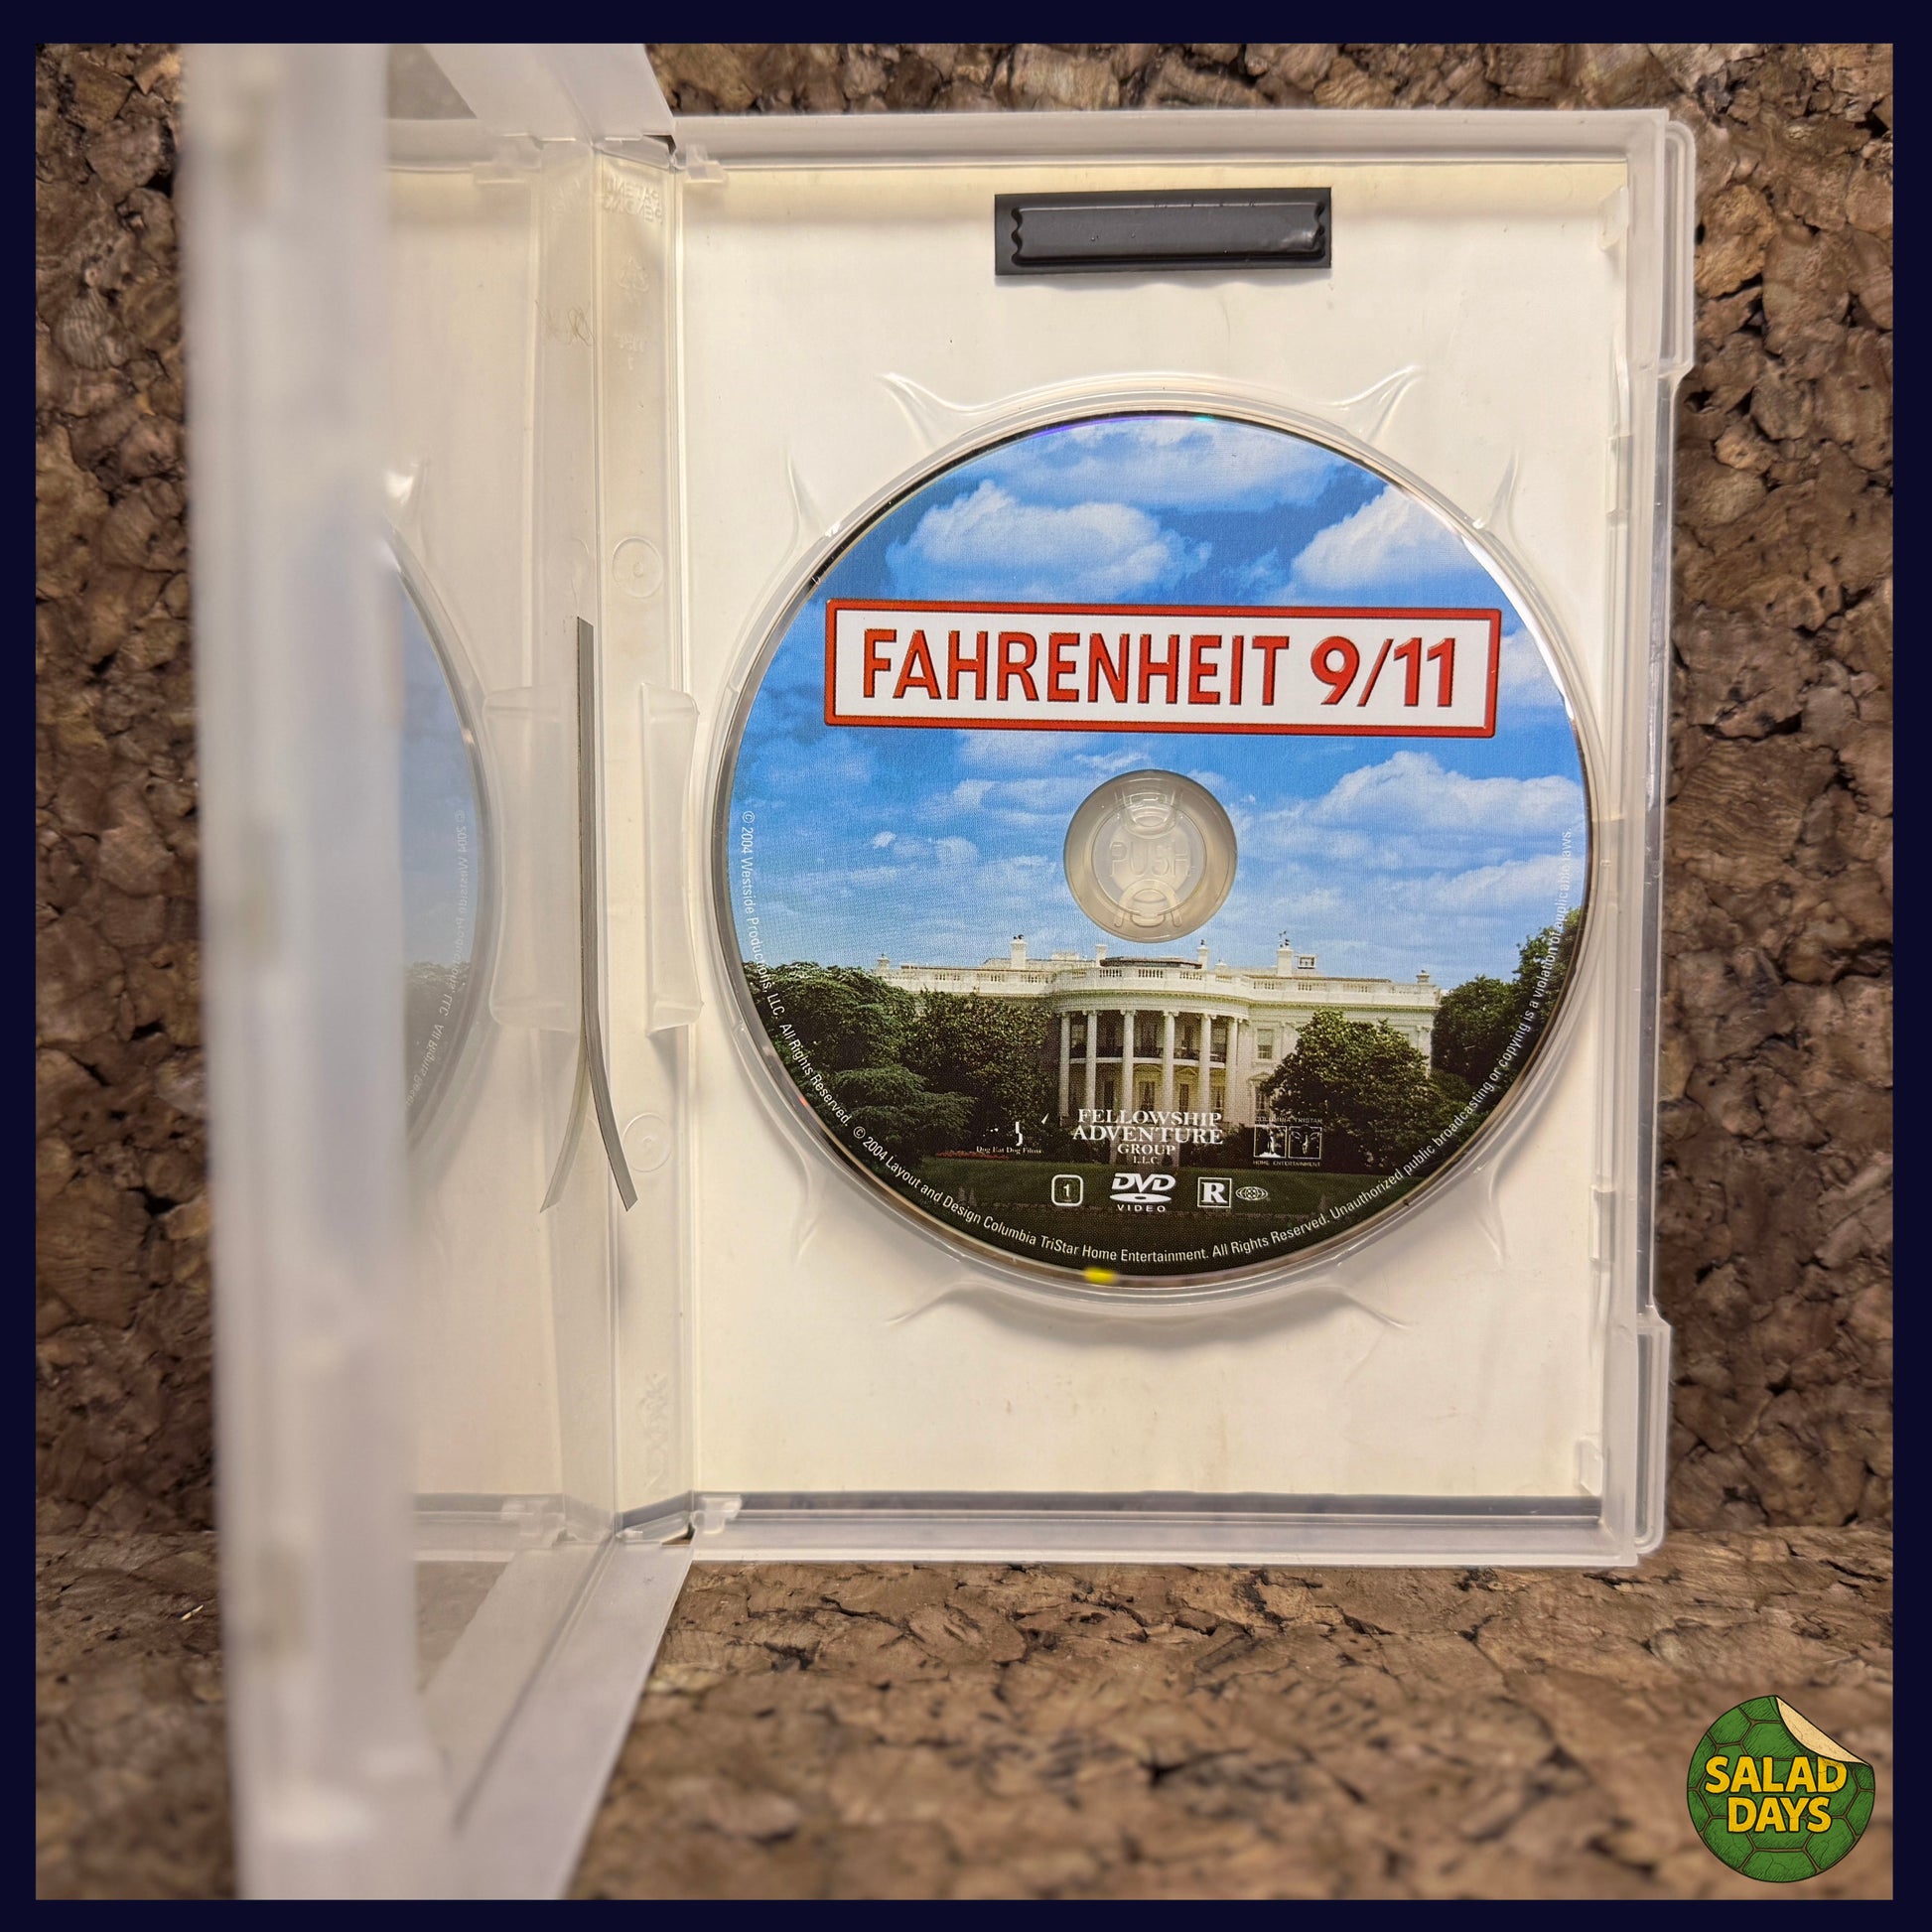 FAHRENHEIT 9/11
PUSH
© 2004 Westside Productions, LLC. All Rights Reserved. © 2004 Layout and Design Columbia TriStar Home Entertainment. All Rights Reserved. Unauthorized public broadcasting or copying is a violation of applicable laws.
Dog Eat Dog Films
FELLOWSHIP
ADVENTURE
GROUP
LLC
COLUMBIA TRISTAR
HOME ENTERTAINMENT
1
DVD
VIDEO
R
SALAD
DAYS